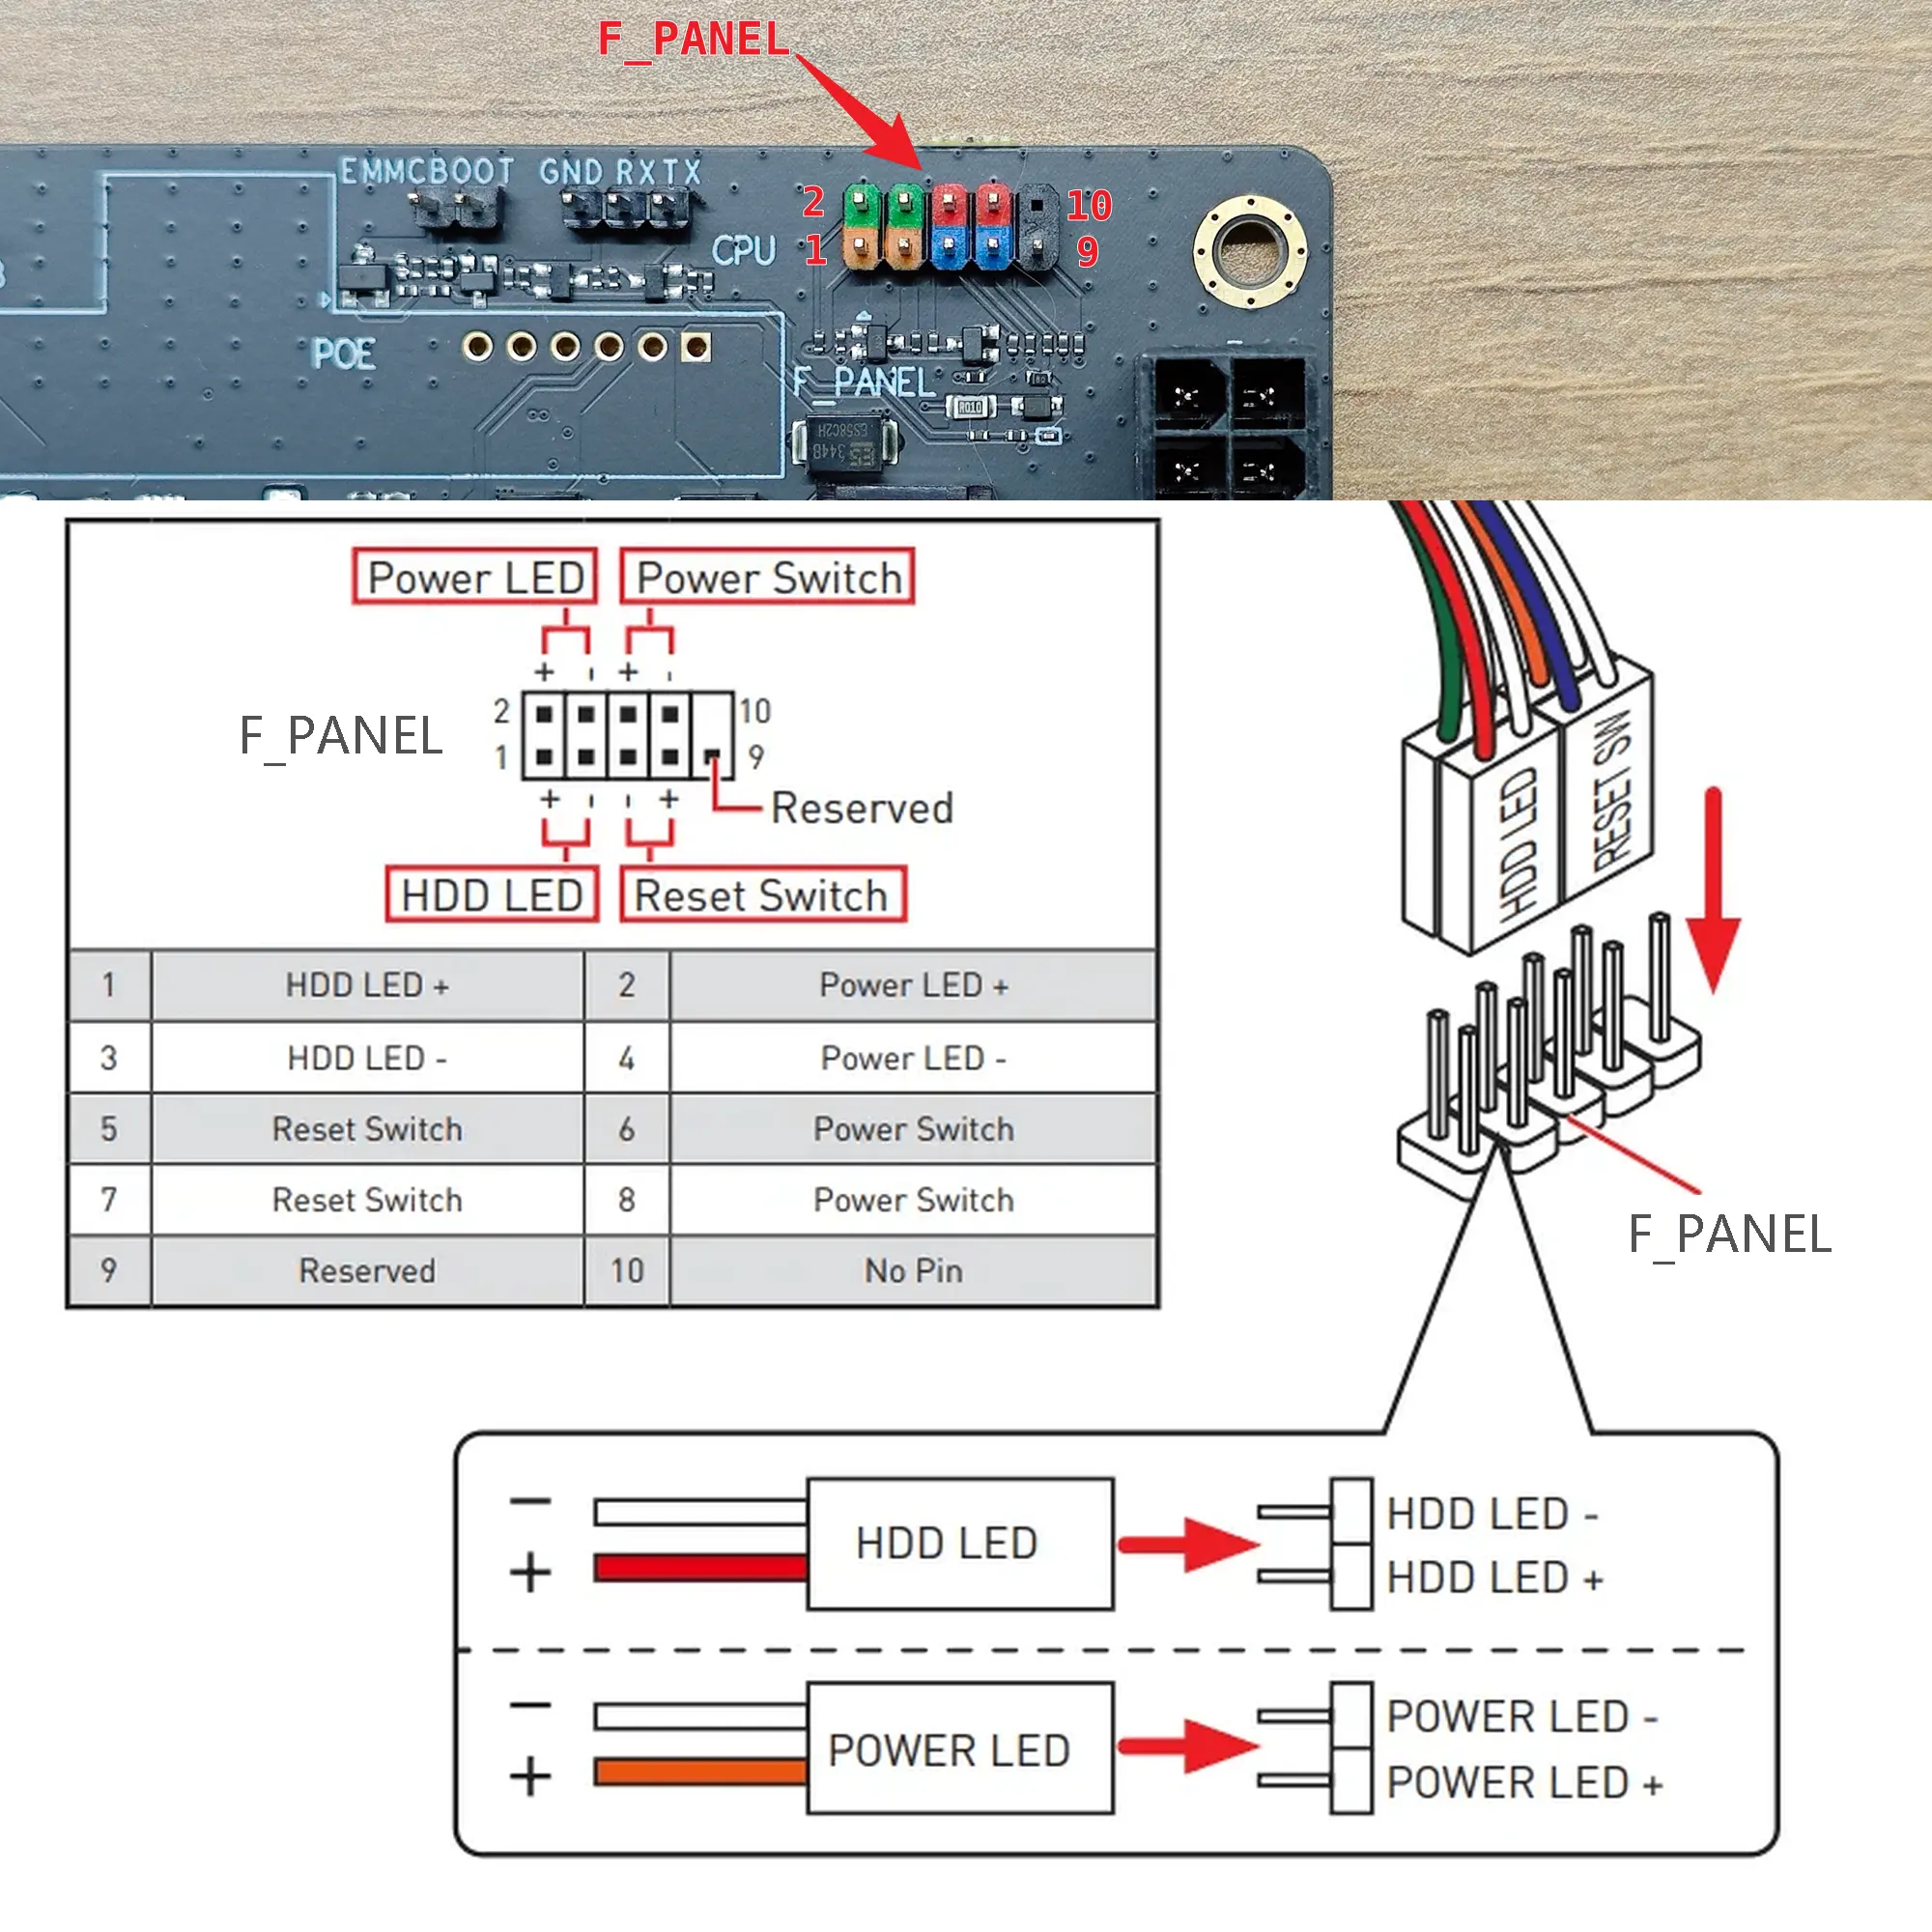 F_PANEL
EMMCBOOT GND RXTX
2 10
1 9
CPU
POE
F_PANEL
R010
ES58C2H
344B ES
Power LED Power Switch
+ - + -
2 10
F_PANEL
1 9
+ - - +
Reserved
HDD LED Reset Switch
1 HDD LED + 2 Power LED +
3 HDD LED - 4 Power LED -
5 Reset Switch 6 Power Switch
7 Reset Switch 8 Power Switch
9 Reserved 10 No Pin
HDD LED
RESET SW
F_PANEL
− HDD LED -
HDD LED
+ HDD LED +
− POWER LED -
POWER LED
+ POWER LED +